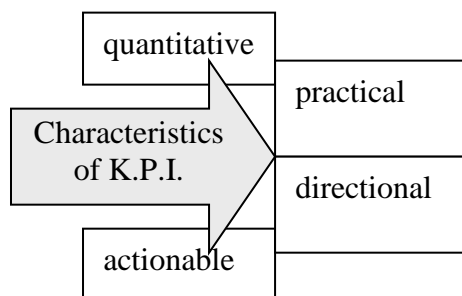 quantitative
practical
Characteristics
of K.P.I.
directional
actionable